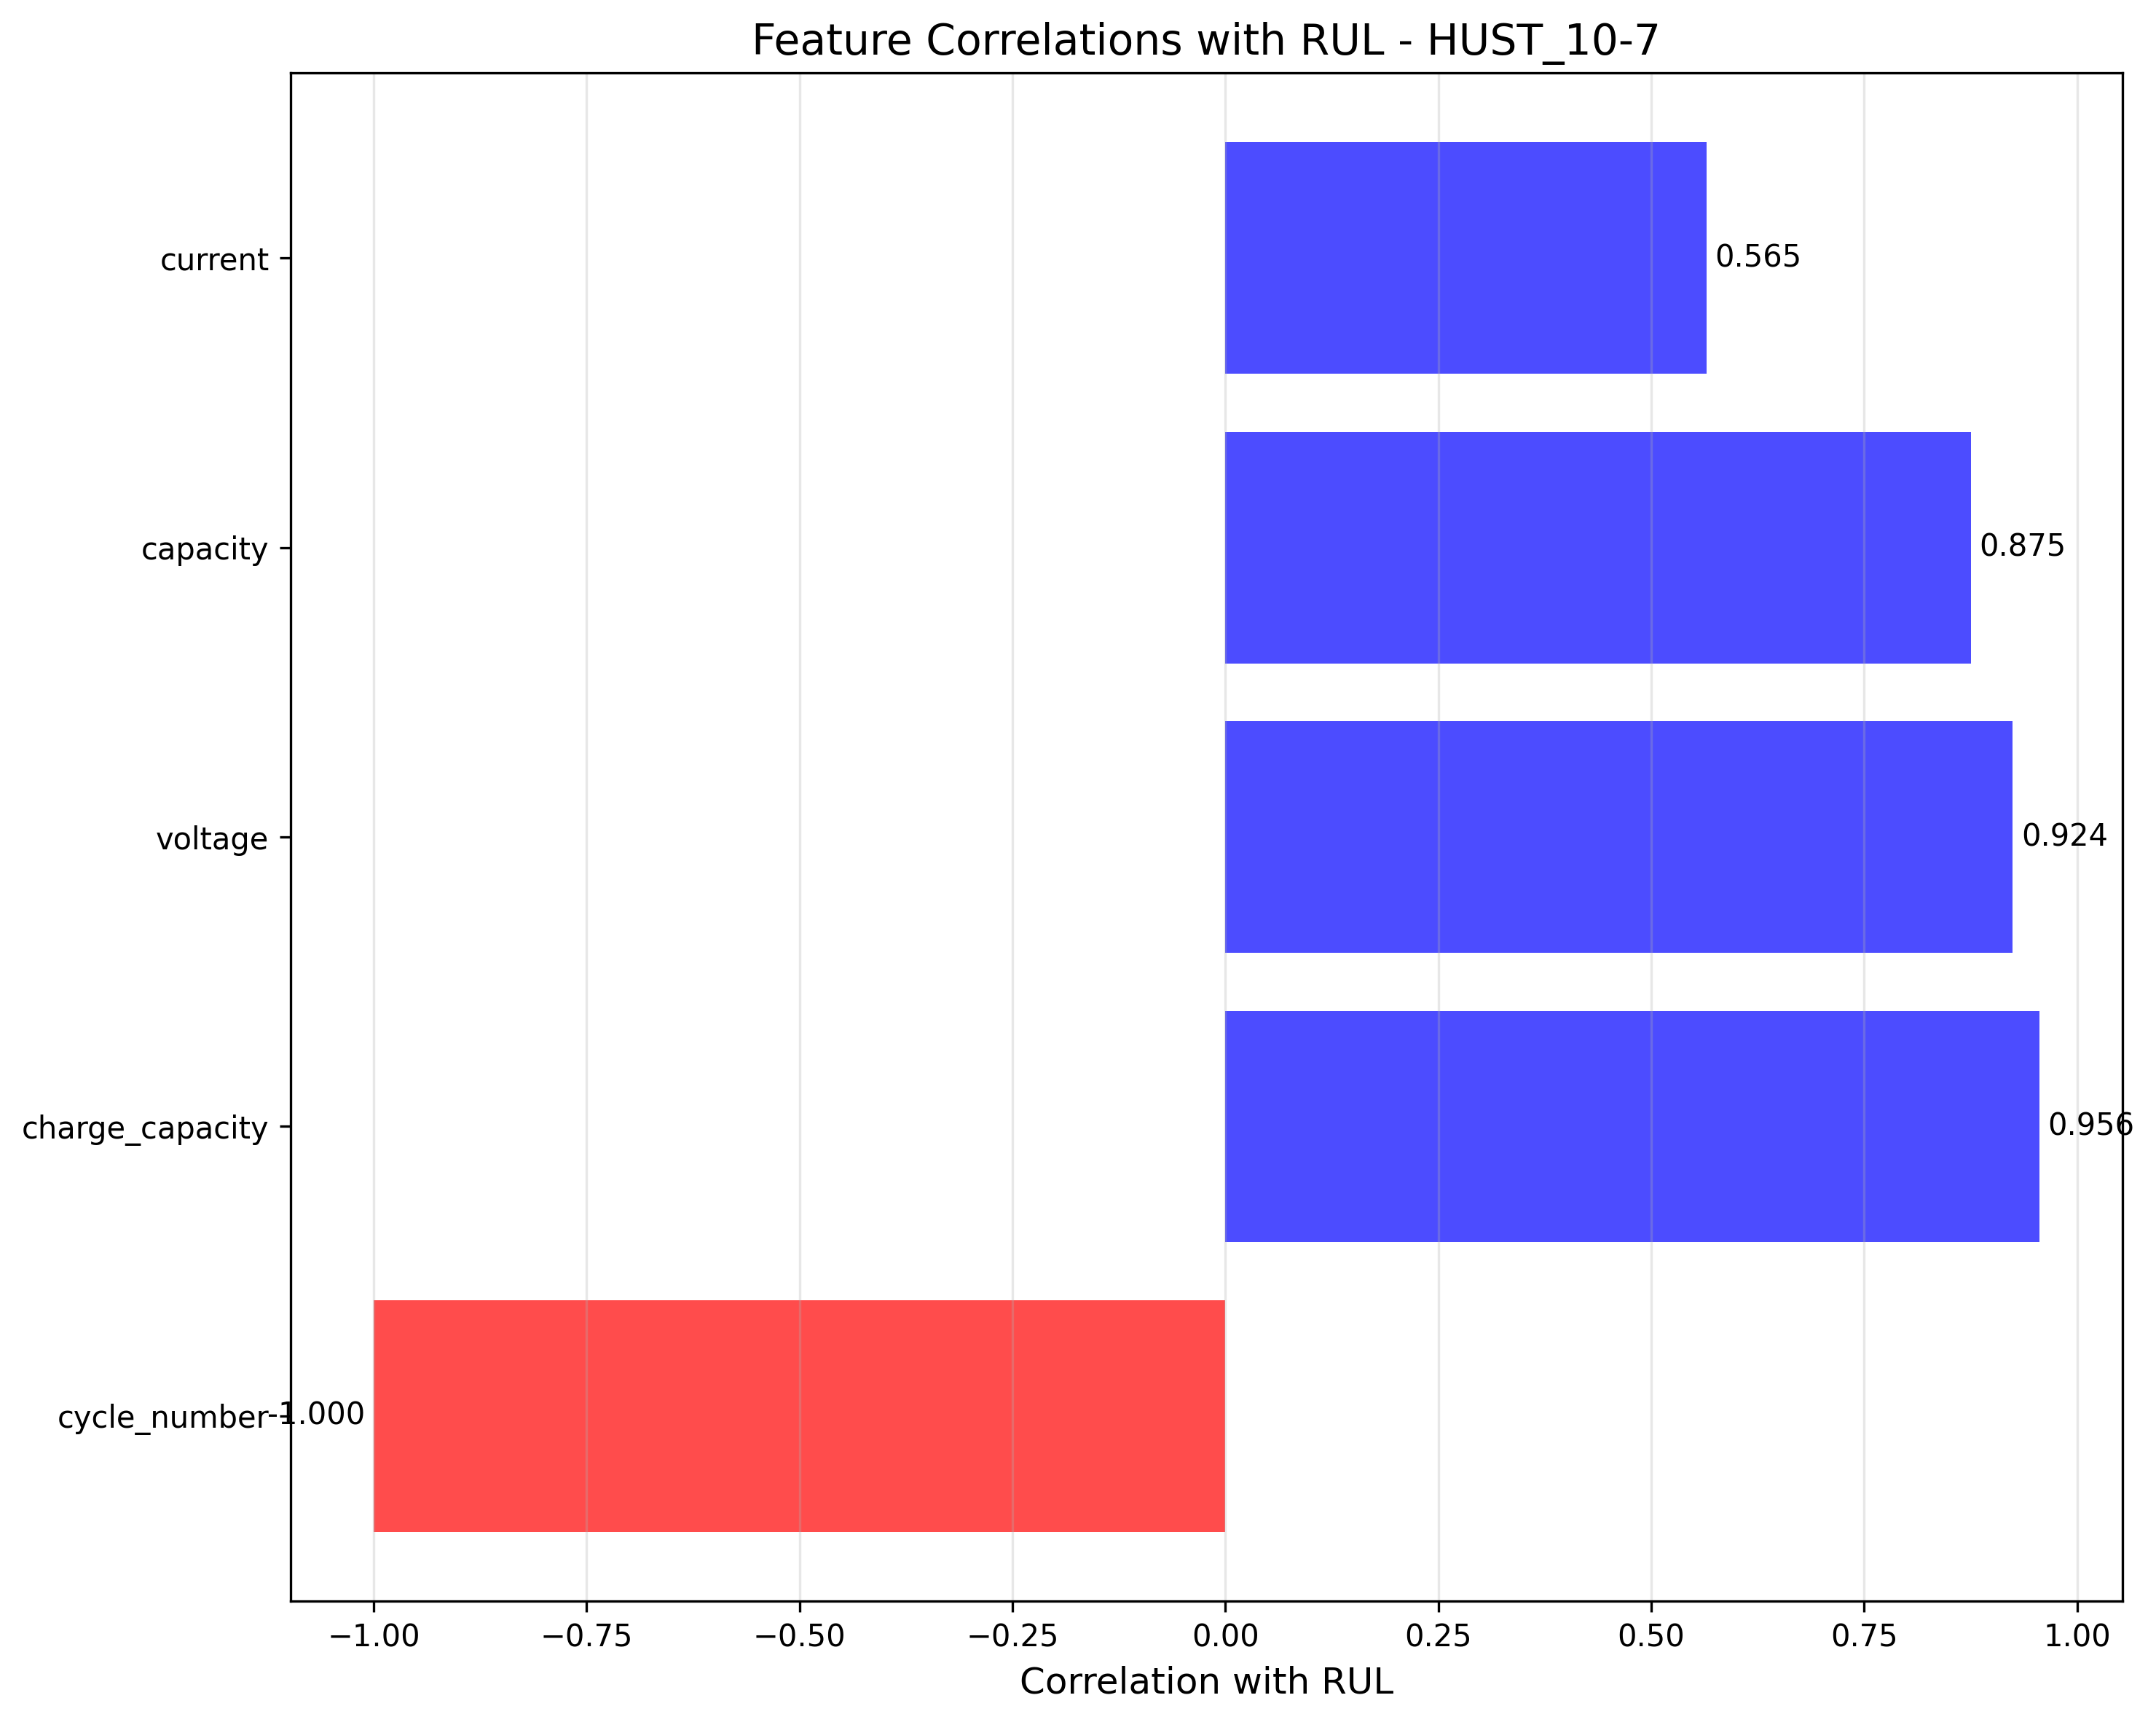 Feature Correlations with RUL - HUST_10-7
current
0.565
capacity
0.875
voltage
0.924
charge_capacity
0.956
cycle_number
-1.000
−1.00 −0.75 −0.50 −0.25 0.00 0.25 0.50 0.75 1.00
Correlation with RUL